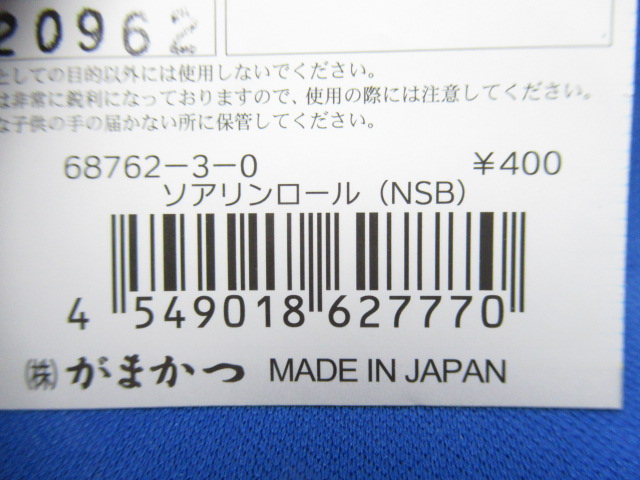 20962
としての目的以外には使用しないでください。
は非常に鋭利になっておりますので、使用の際には注意してください。
な子供の手の届かない所に保管してください。
68762-3-0 ¥400
ソアリンロール(NSB)
4 549018 627770
㈱がまかつ MADE IN JAPAN